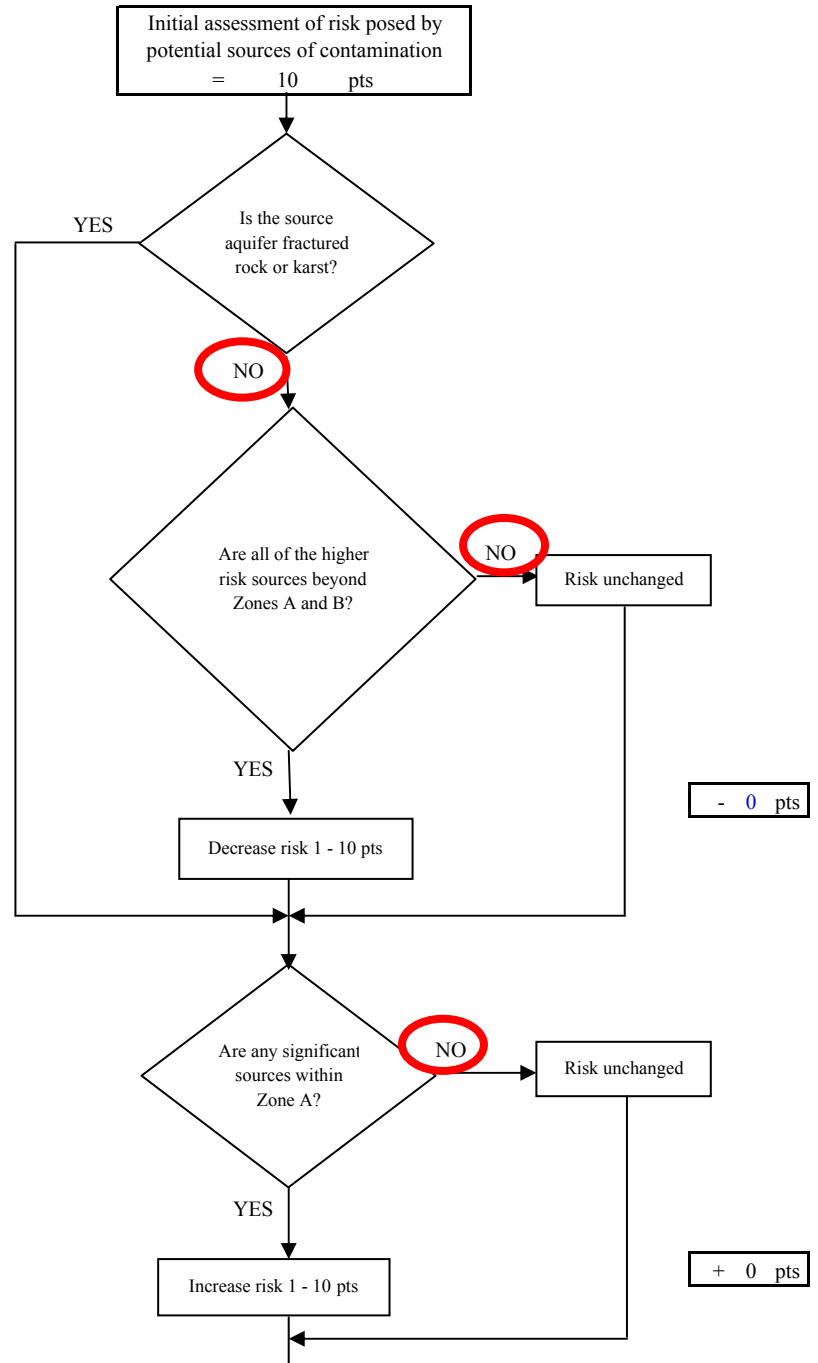 Initial assessment of risk posed by
potential sources of contamination
= 10 pts
YES
Is the source
aquifer fractured
rock or karst?
NO
Are all of the higher
risk sources beyond
Zones A and B?
NO
Risk unchanged
YES
- 0 pts
Decrease risk 1 - 10 pts
Are any significant
sources within
Zone A?
NO
Risk unchanged
YES
+ 0 pts
Increase risk 1 - 10 pts